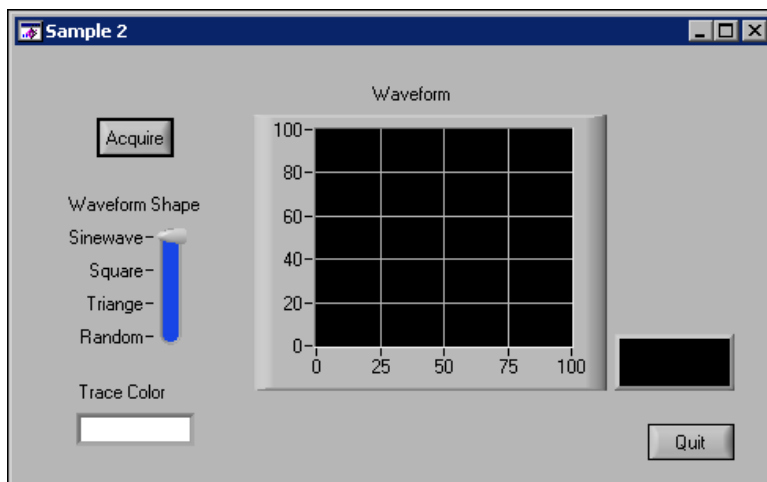 Sample 2
Waveform
Acquire
Waveform Shape
Sinewave
Square
Triange
Random
Trace Color
100
80
60
40
20
0
0 25 50 75 100
Quit